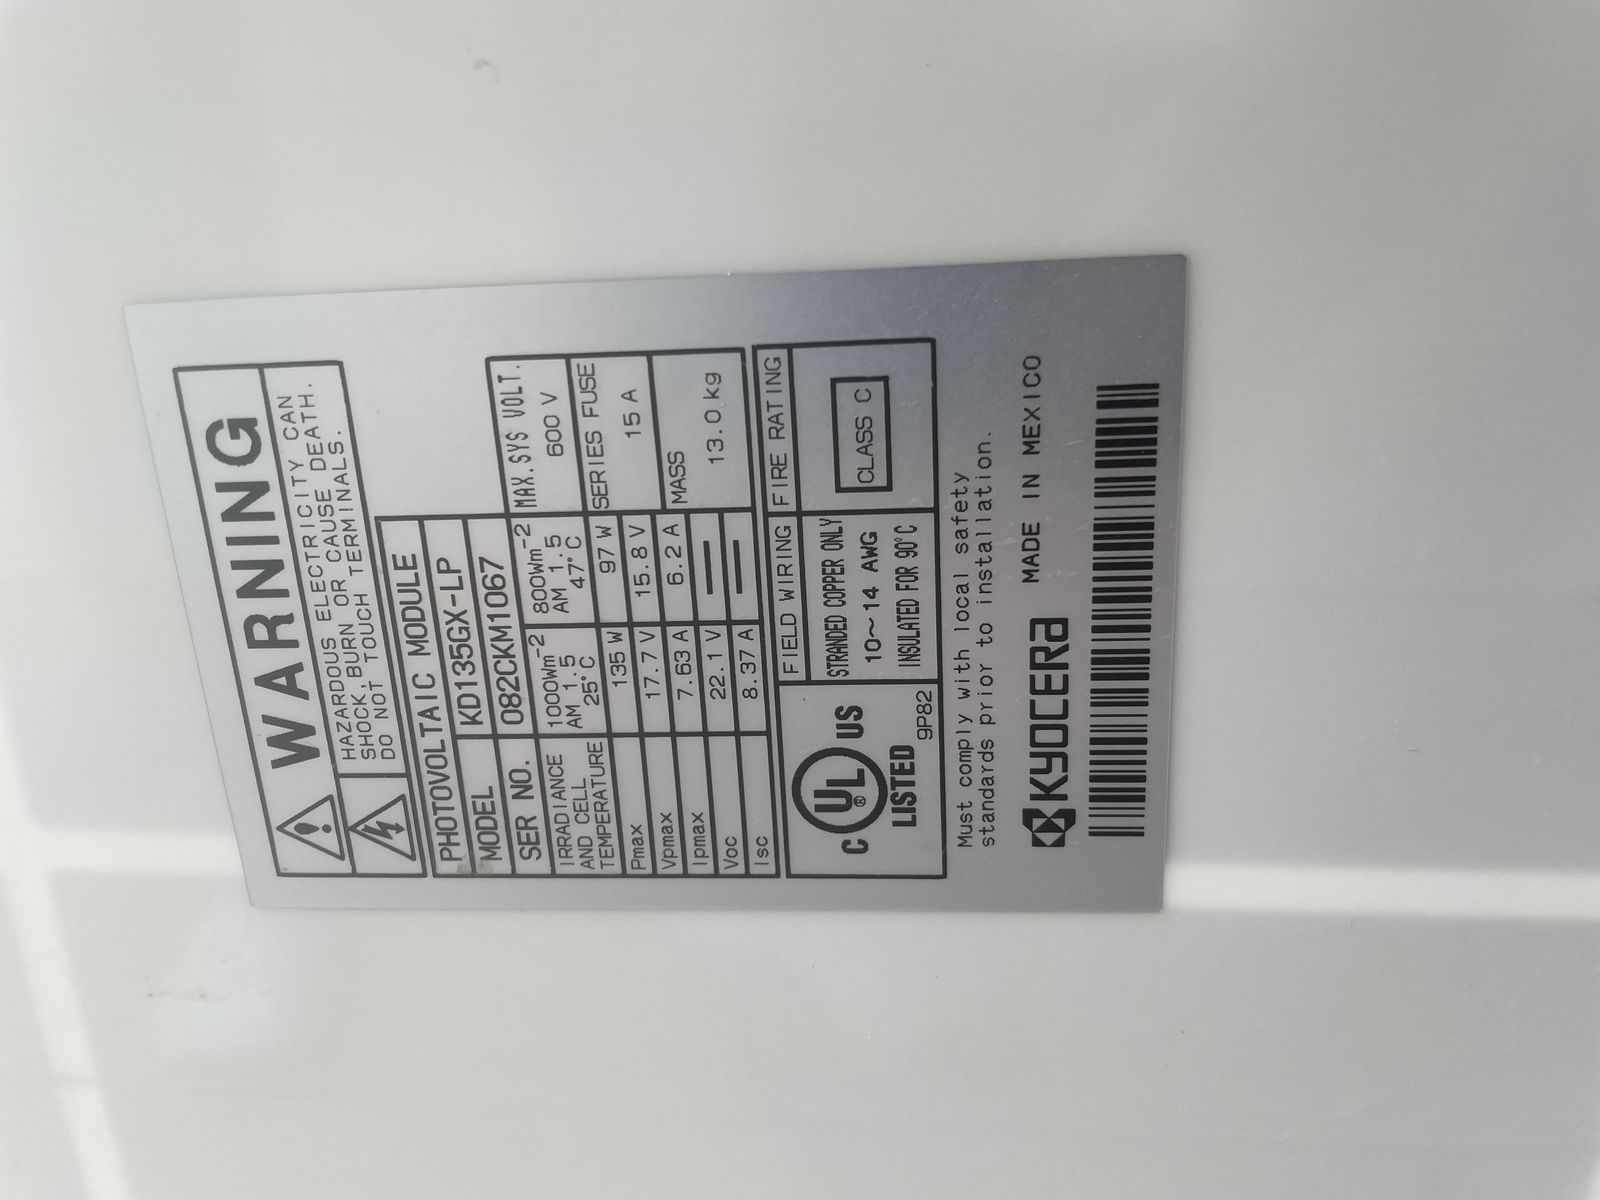 WARNING
HAZARDOUS ELECTRICITY CAN
SHOCK, BURN OR CAUSE DEATH.
DO NOT TOUCH TERMINALS.
PHOTOVOLTAIC MODULE
MODEL KD135GX-LP
SER NO. 082CKM1067
IRRADIANCE AND CELL TEMPERATURE 1000Wm-2 AM 1.5 25°C 800Wm-2 AM 1.5 47°C
Pmax 135 W 97 W
Vpmax 17.7 V 15.8 V
Ipmax 7.63 A 6.2 A
Voc 22.1 V
Isc 8.37 A
MAX.SYS VOLT.
600 V
SERIES FUSE
15 A
MASS
13.0 kg
C UL ® US
LISTED
9P82
FIELD WIRING
STRANDED COPPER ONLY
10~14 AWG
INSULATED FOR 90°C
FIRE RATING
CLASS C
Must comply with local safety
standards prior to installation.
KYOCERA MADE IN MEXICO